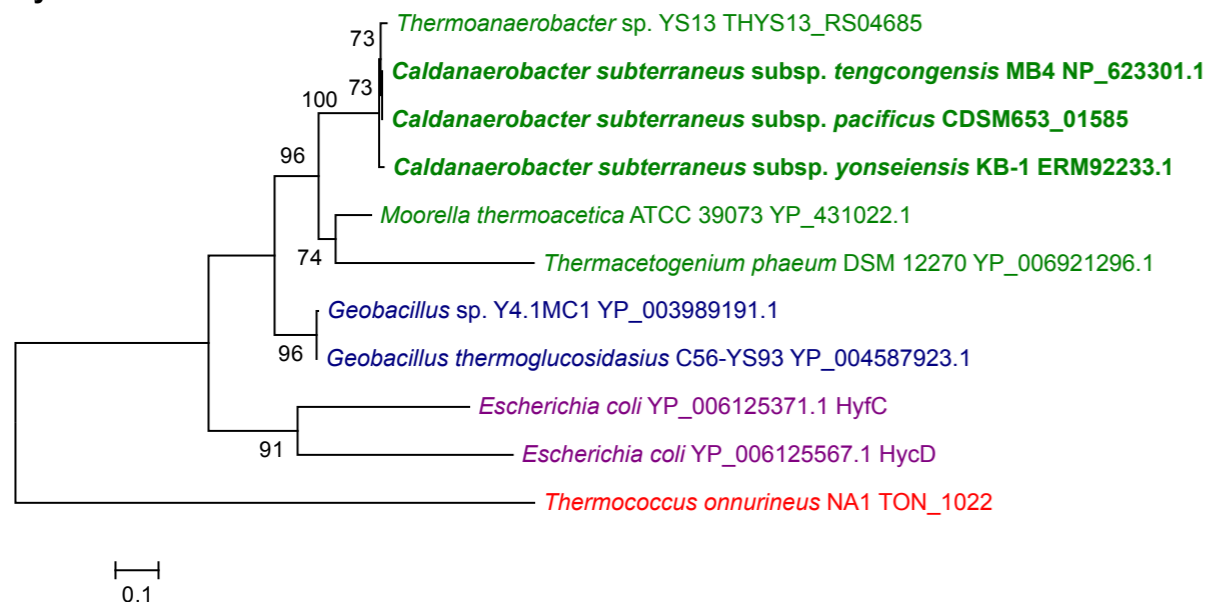 Thermoanaerobacter sp. YS13 THYS13_RS04685
73
Caldanaerobacter subterraneus subsp. tengcongensis MB4 NP_623301.1
73
100
Caldanaerobacter subterraneus subsp. pacificus CDSM653_01585
96
Caldanaerobacter subterraneus subsp. yonseiensis KB-1 ERM92233.1
Moorella thermoacetica ATCC 39073 YP_431022.1
74
Thermacetogenium phaeum DSM 12270 YP_006921296.1
Geobacillus sp. Y4.1MC1 YP_003989191.1
96
Geobacillus thermoglucosidasius C56-YS93 YP_004587923.1
Escherichia coli YP_006125371.1 HyfC
91
Escherichia coli YP_006125567.1 HycD
Thermococcus onnurineus NA1 TON_1022
0.1